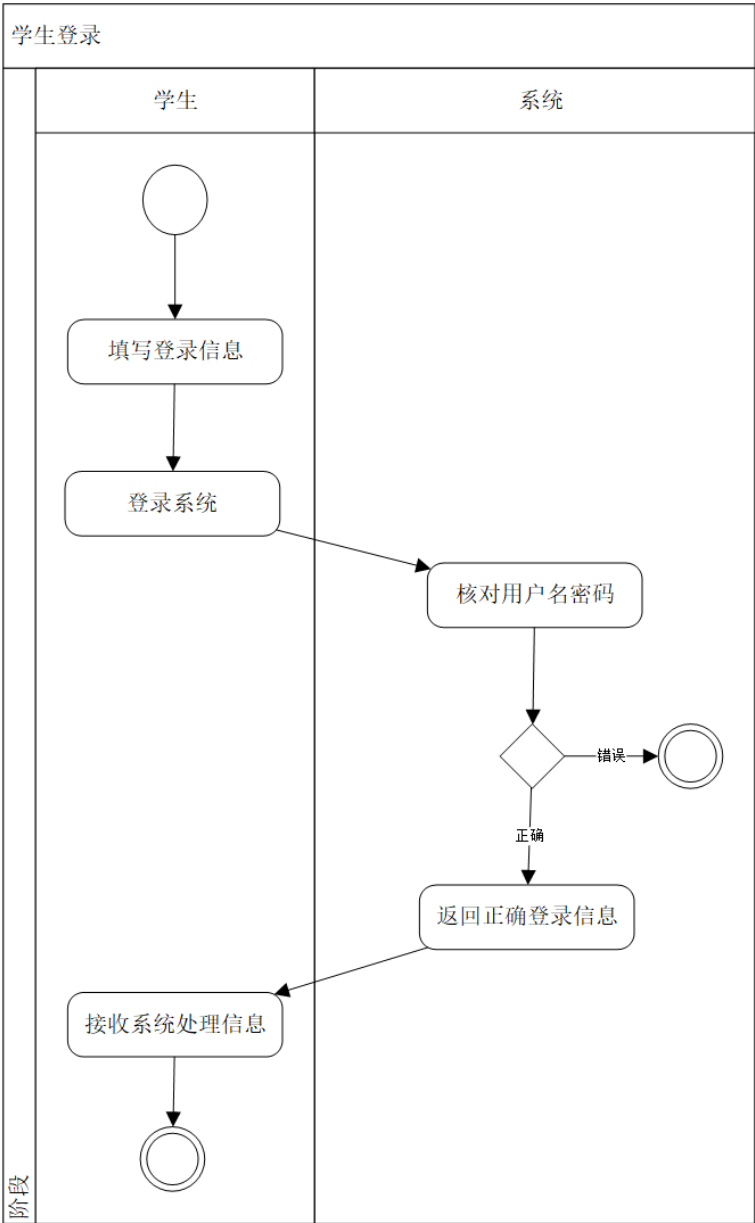 学生登录
学生
系统
填写登录信息
登录系统
核对用户名密码
错误
正确
返回正确登录信息
接收系统处理信息
阶段